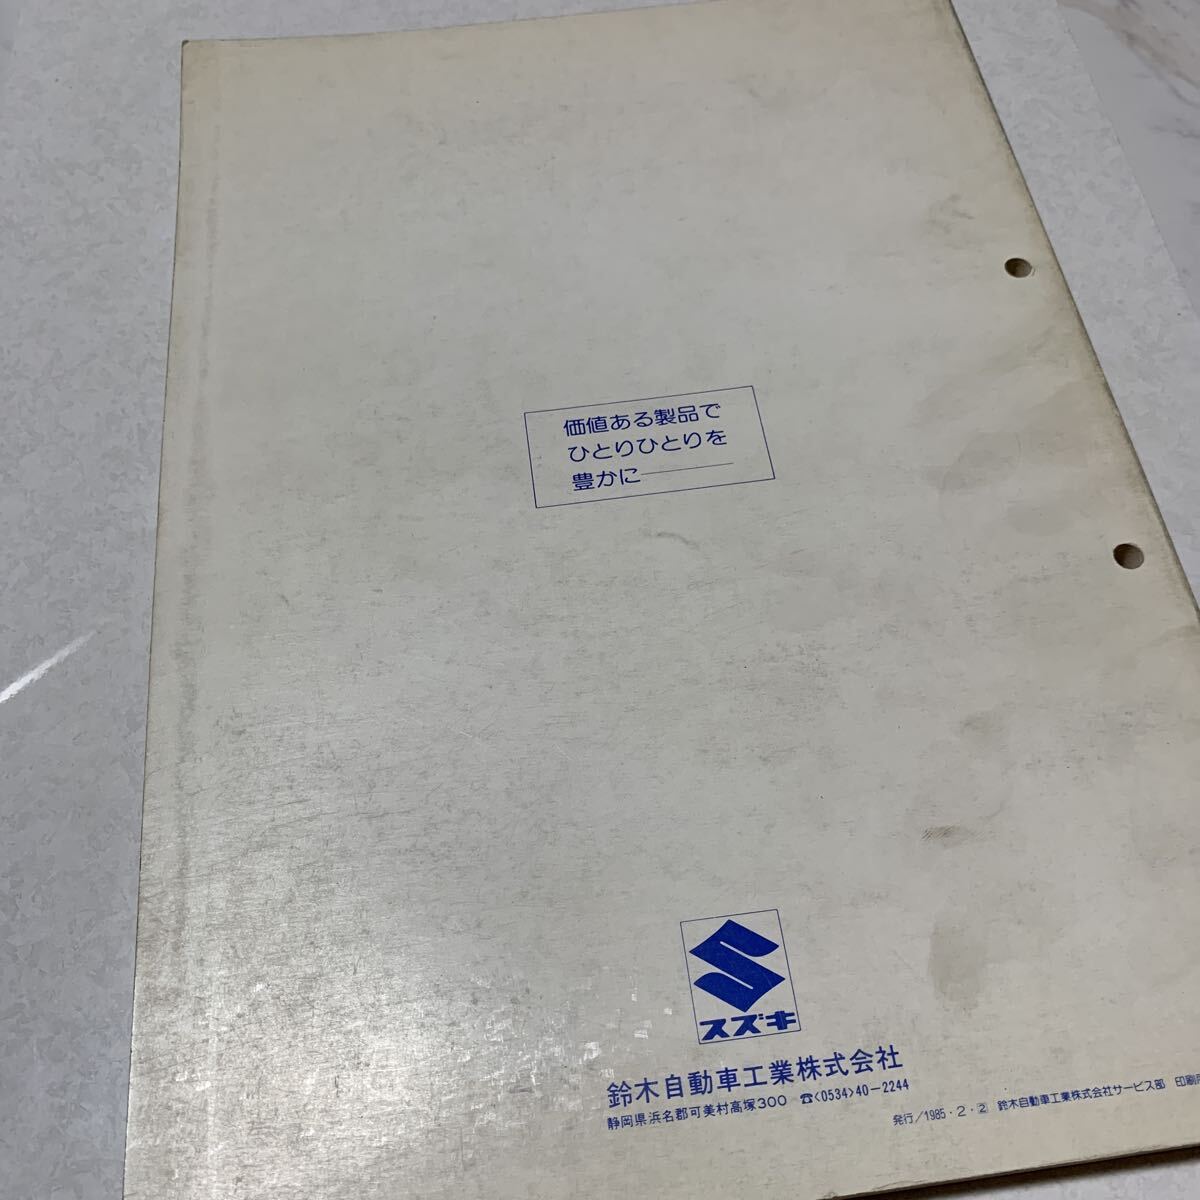 価値ある製品で
ひとりひとりを
豊かに───
スズキ
鈴木自動車工業株式会社
静岡県浜名郡可美村高塚300 ☎<0534>40-2244
発行/1985・2・② 鈴木自動車工業株式会社サービス部 印刷所